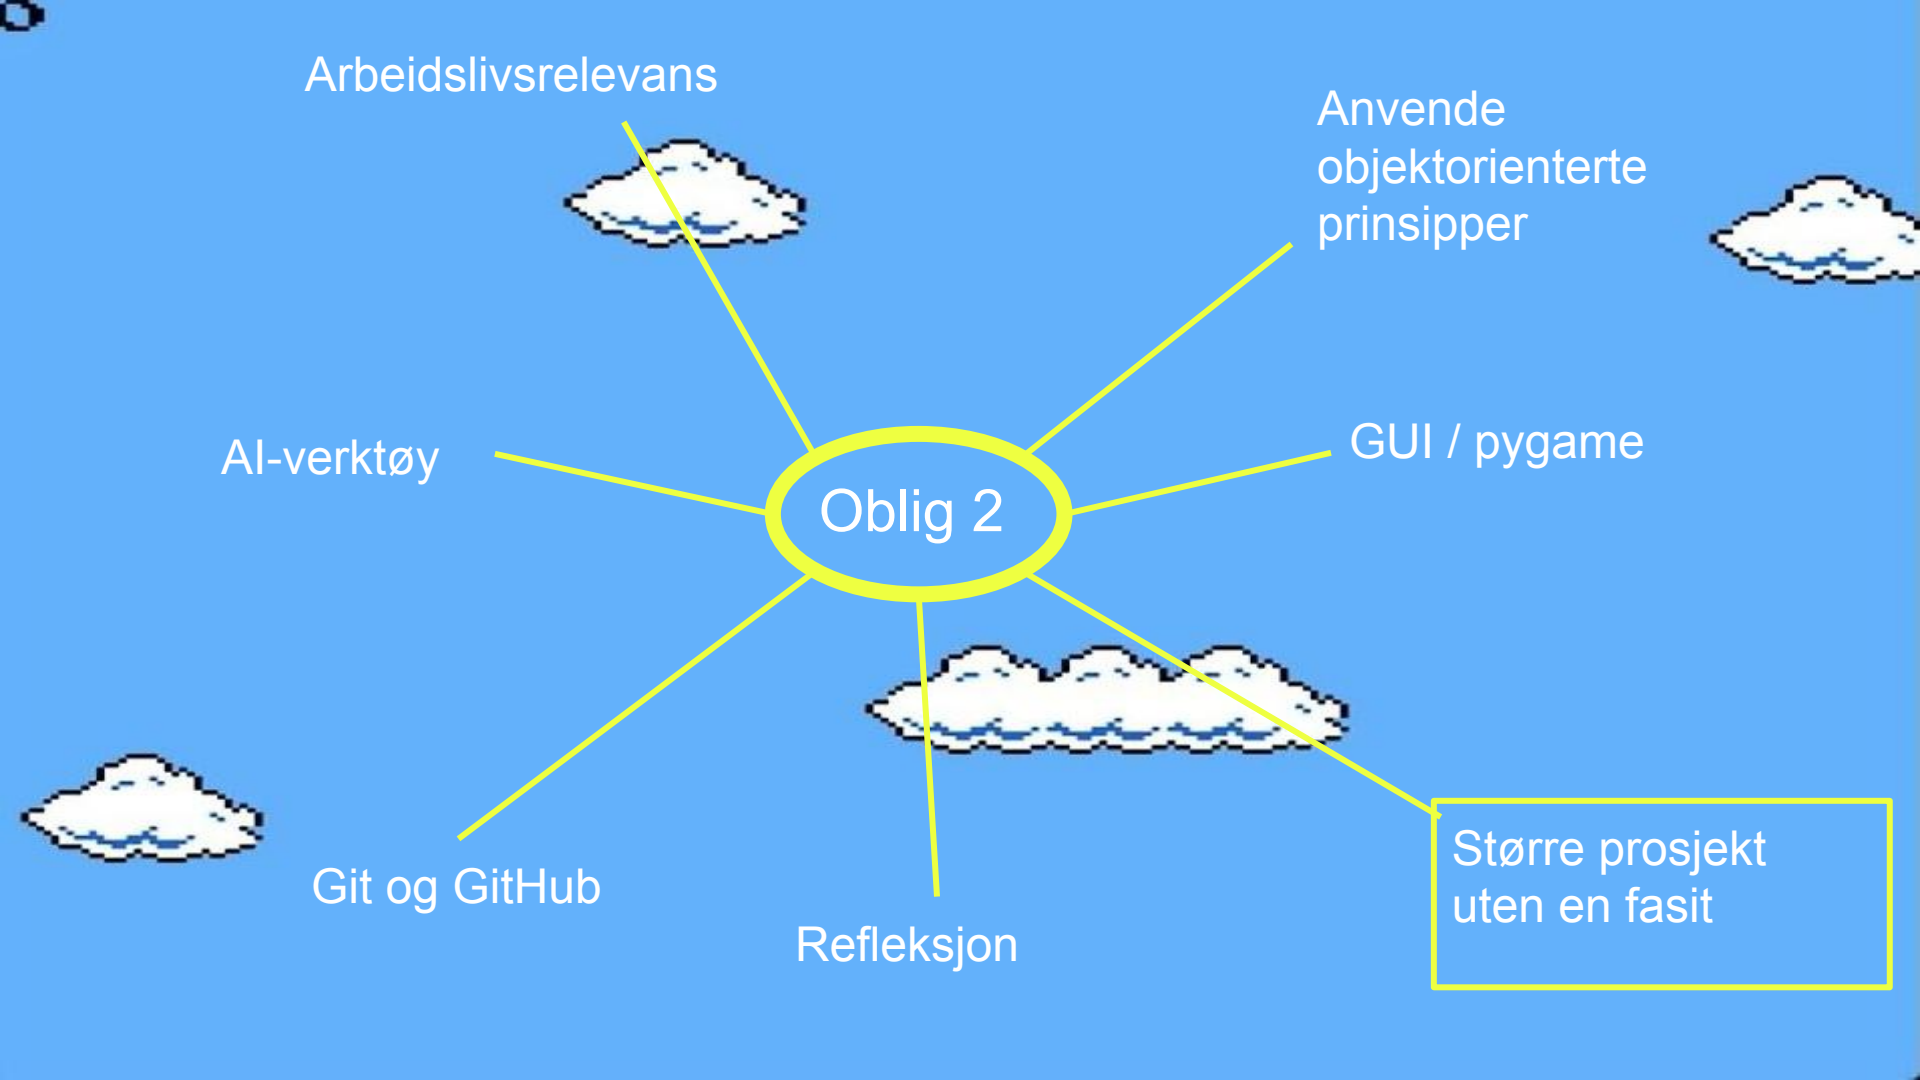 Arbeidslivsrelevans
Anvende
objektorienterte
prinsipper
AI-verktøy
GUI / pygame
Oblig 2
Git og GitHub
Refleksjon
Større prosjekt
uten en fasit